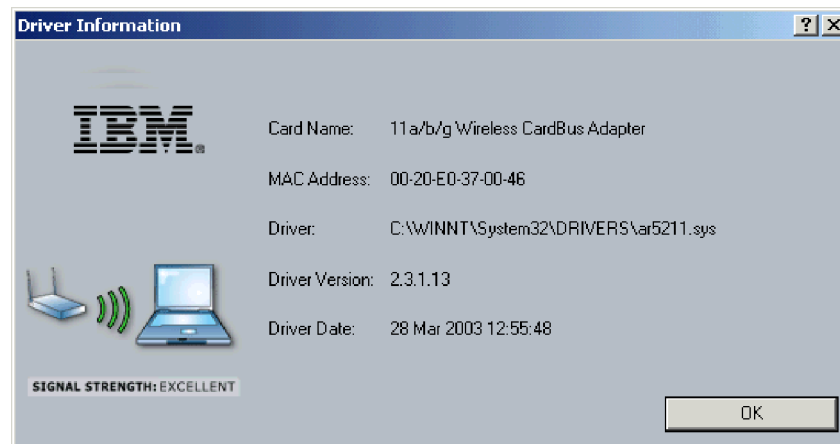 Driver Information
IBM®
Card Name: 11a/b/g Wireless CardBus Adapter
MAC Address: 00-20-E0-37-00-46
Driver: C:\WINNT\System32\DRIVERS\ar5211.sys
Driver Version: 2.3.1.13
Driver Date: 28 Mar 2003 12:55:48
SIGNAL STRENGTH: EXCELLENT
OK